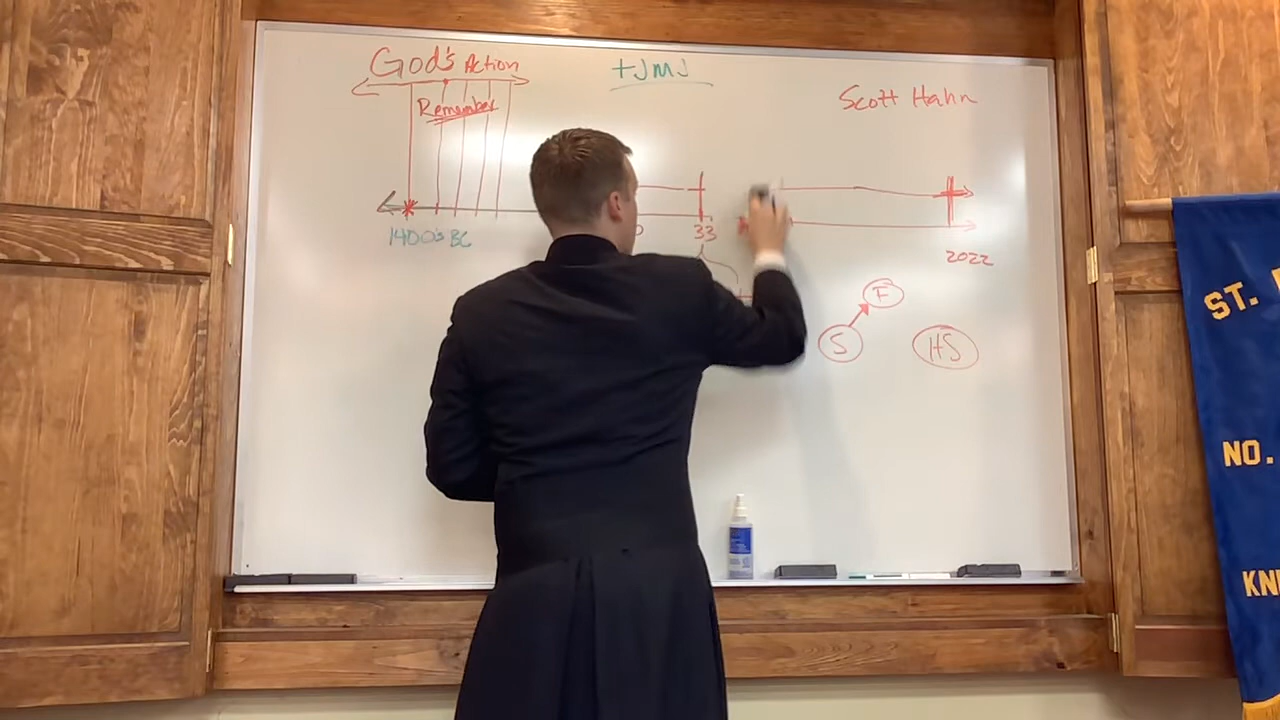 God's Action
+JMJ
Scott Hahn
Remember
1400's BC
33
2022
F
S
HS
ST.
NO.
KN